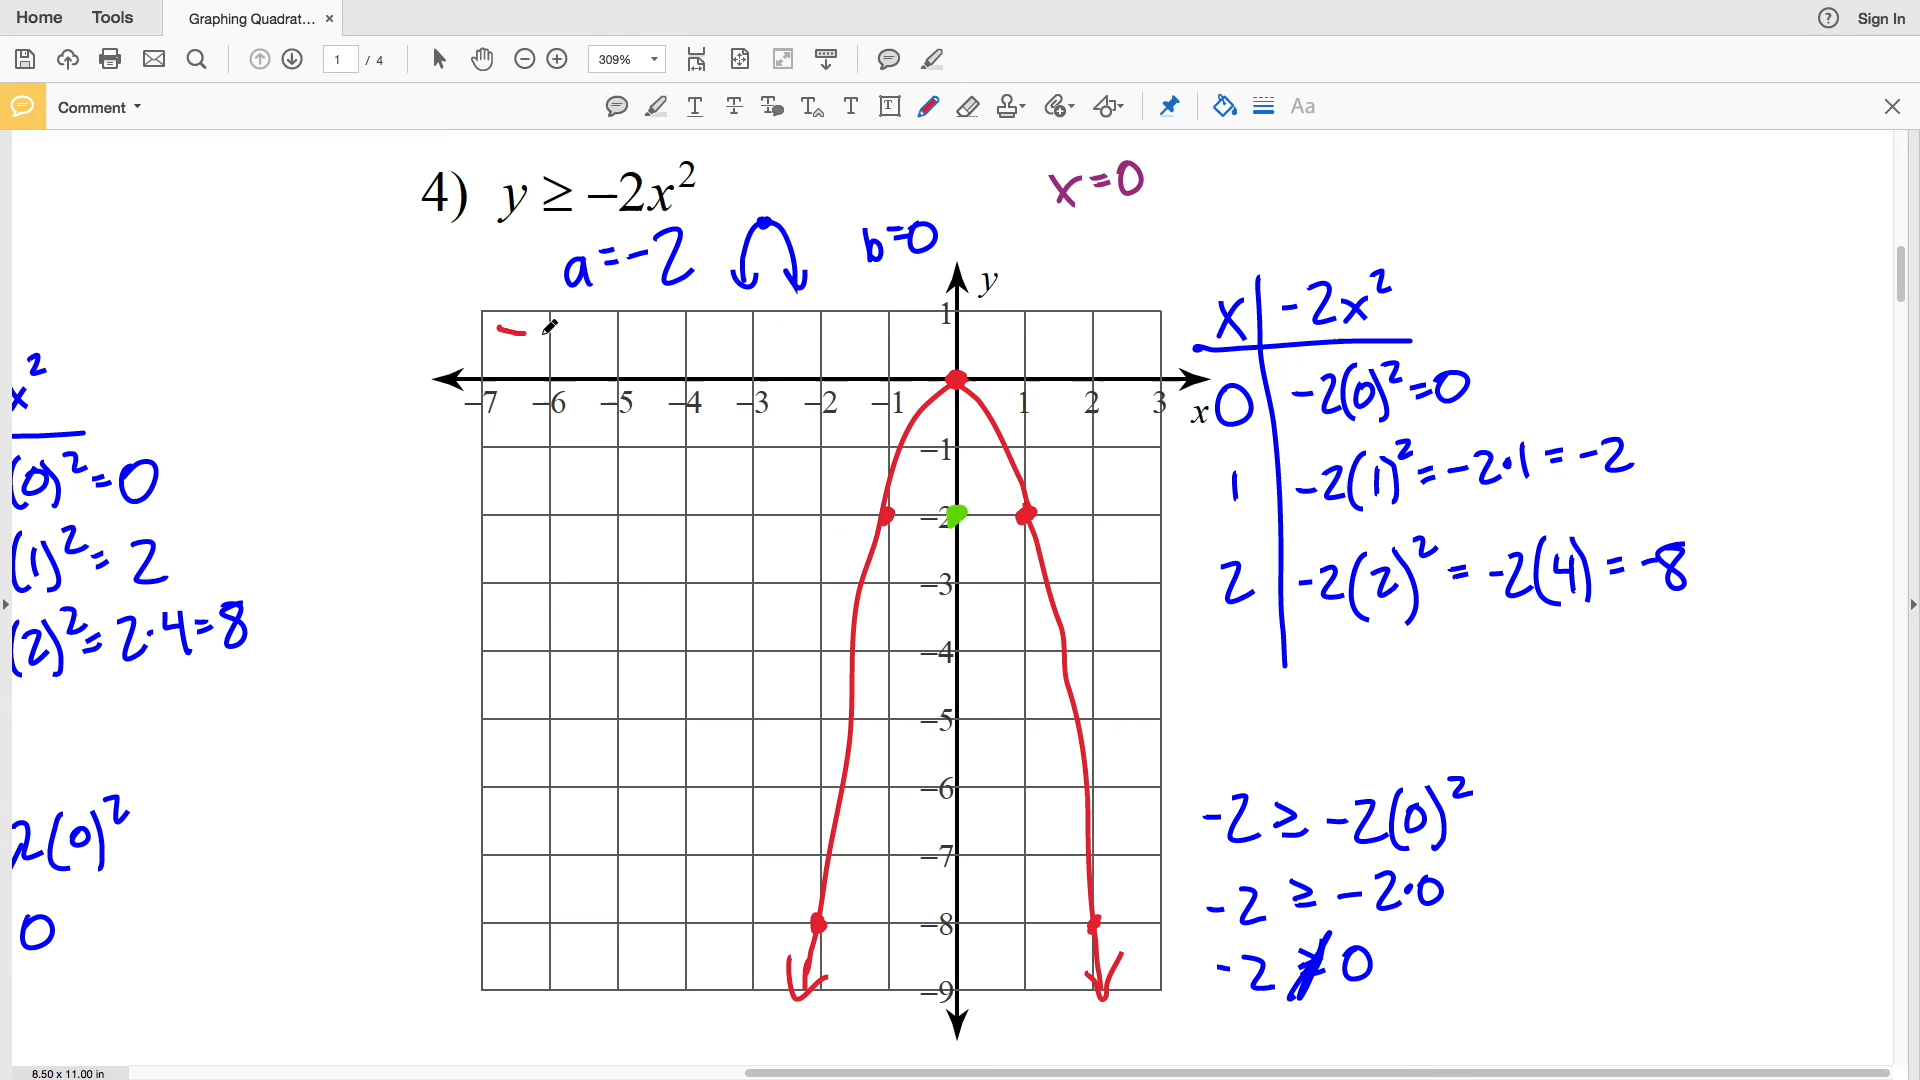 Home Tools Graphing Quadrat... × ? Sign In
1 / 4 309%
Comment T T T T T T Aa
4) y ≥ −2x²
x=0
a=-2 b=0
y
1
−7 −6 −5 −4 −3 −2 −1 1 2 3 x
−1
−2
−3
−4
−5
−6
−7
−8
−9
x -2x²
0 -2(0)²=0
1 -2(1)²=-2·1=-2
2 -2(2)²=-2(4)=-8
-2 ≥ -2(0)²
-2 ≥ -2·0
-2 ≱ 0
x²
(0)²=0
(1)²=2
(2)²=2·4=8
2(0)²
0
8.50 x 11.00 in